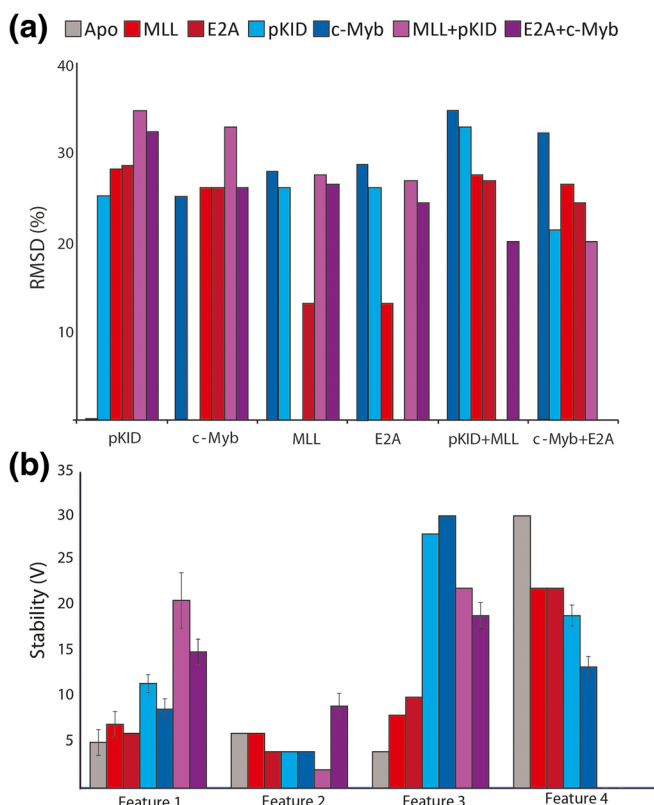 (a) Apo MLL E2A pKID c-Myb MLL+pKID E2A+c-Myb
40
30
20
10
RMSD (%)
pKID c-Myb MLL E2A pKID+MLL c-Myb+E2A
(b)
35
30
25
20
15
10
5
Stability (V)
Feature 1 Feature 2 Feature 3 Feature 4